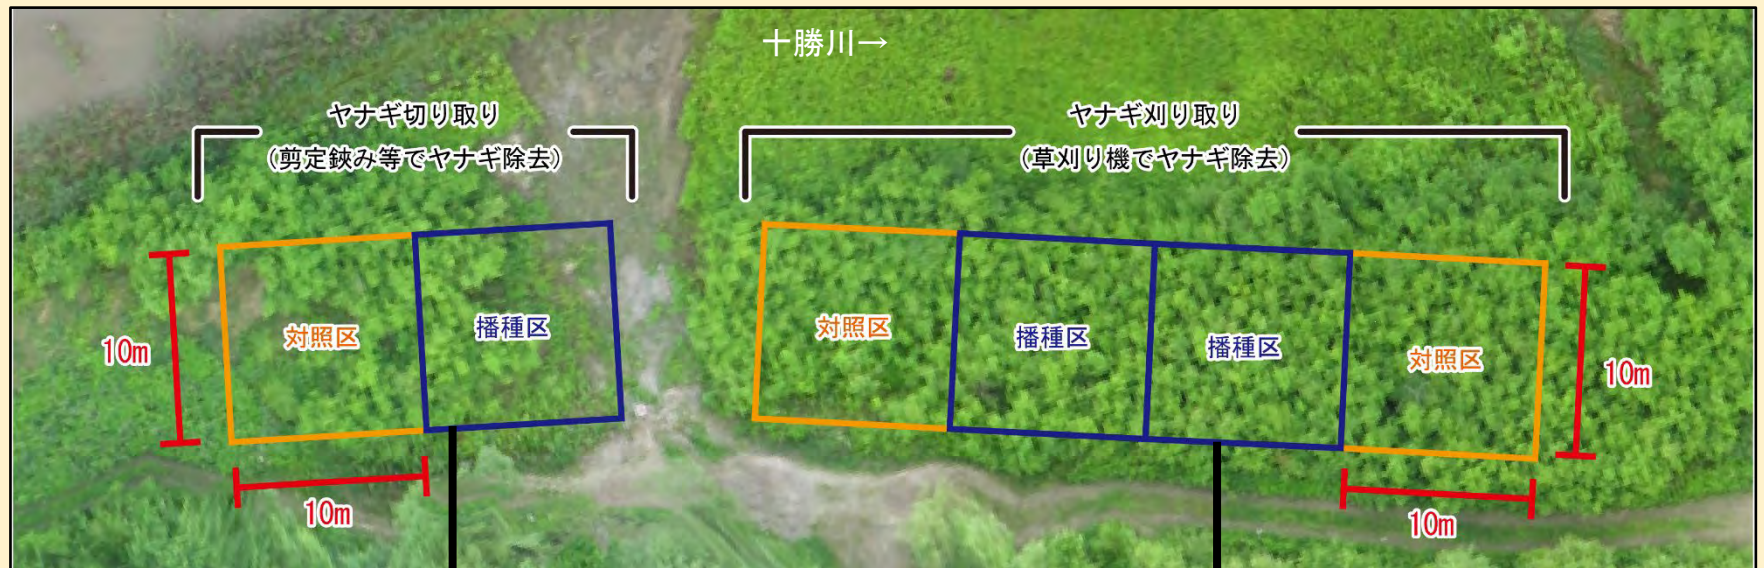 十勝川→
ヤナギ切り取り
(剪定鋏み等でヤナギ除去)
ヤナギ刈り取り
(草刈り機でヤナギ除去)
対照区
播種区
対照区
播種区
播種区
対照区
10m
10m
10m
10m